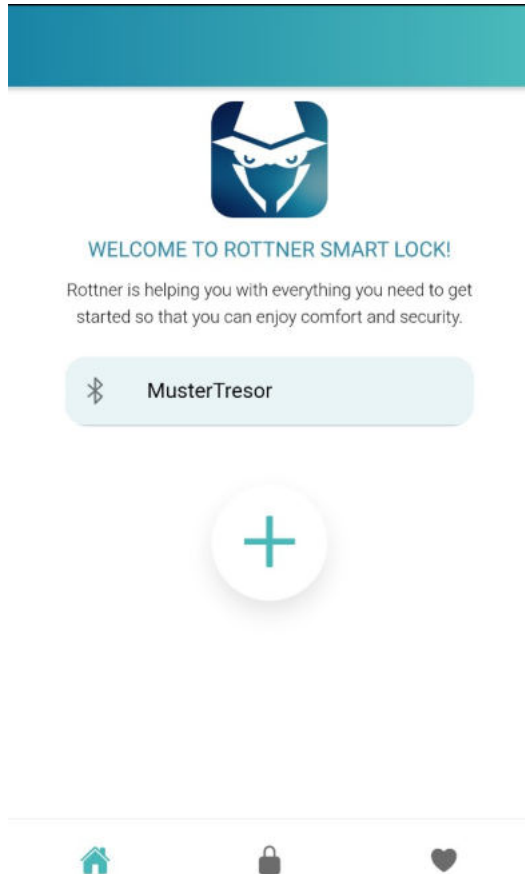 WELCOME TO ROTTNER SMART LOCK!
Rottner is helping you with everything you need to get
started so that you can enjoy comfort and security.
MusterTresor